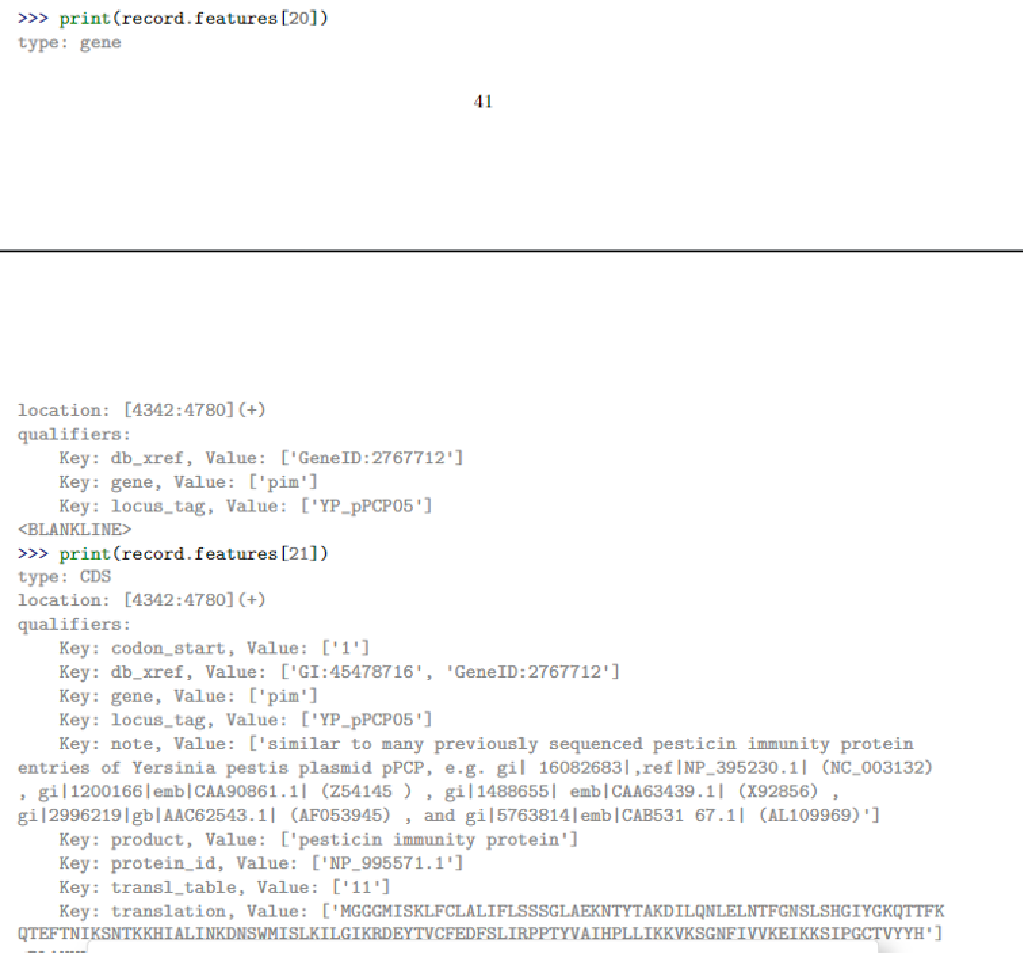 >>> print(record.features[20])
type: gene
41
location: [4342:4780](+)
qualifiers:
Key: db_xref, Value: ['GeneID:2767712']
Key: gene, Value: ['pim']
Key: locus_tag, Value: ['YP_pPCP05']
<BLANKLINE>
>>> print(record.features[21])
type: CDS
location: [4342:4780](+)
qualifiers:
Key: codon_start, Value: ['1']
Key: db_xref, Value: ['GI:45478716', 'GeneID:2767712']
Key: gene, Value: ['pim']
Key: locus_tag, Value: ['YP_pPCP05']
Key: note, Value: ['similar to many previously sequenced pesticin immunity protein
entries of Yersinia pestis plasmid pPCP, e.g. gi| 16082683|,ref|NP_395230.1| (NC_003132)
, gi|1200166|emb|CAA90861.1| (Z54145 ) , gi|1488655| emb|CAA63439.1| (X92856) ,
gi|2996219|gb|AAC62543.1| (AF053945) , and gi|5763814|emb|CAB531 67.1| (AL109969)']
Key: product, Value: ['pesticin immunity protein']
Key: protein_id, Value: ['NP_995571.1']
Key: transl_table, Value: ['11']
Key: translation, Value: ['MGGGMISKLFCLALIFLSSSGLAEKNTYTAKDILQNLELNTFGNSLSHGIYGKQTTFK
QTEFTNIKSNTKKHIALINKDNSWMISLKILGIKRDEYTVCFEDFSLIRPPTYVAIHPLLIKKVKSGNFIVVKEIKKSIPGCTVYYH']